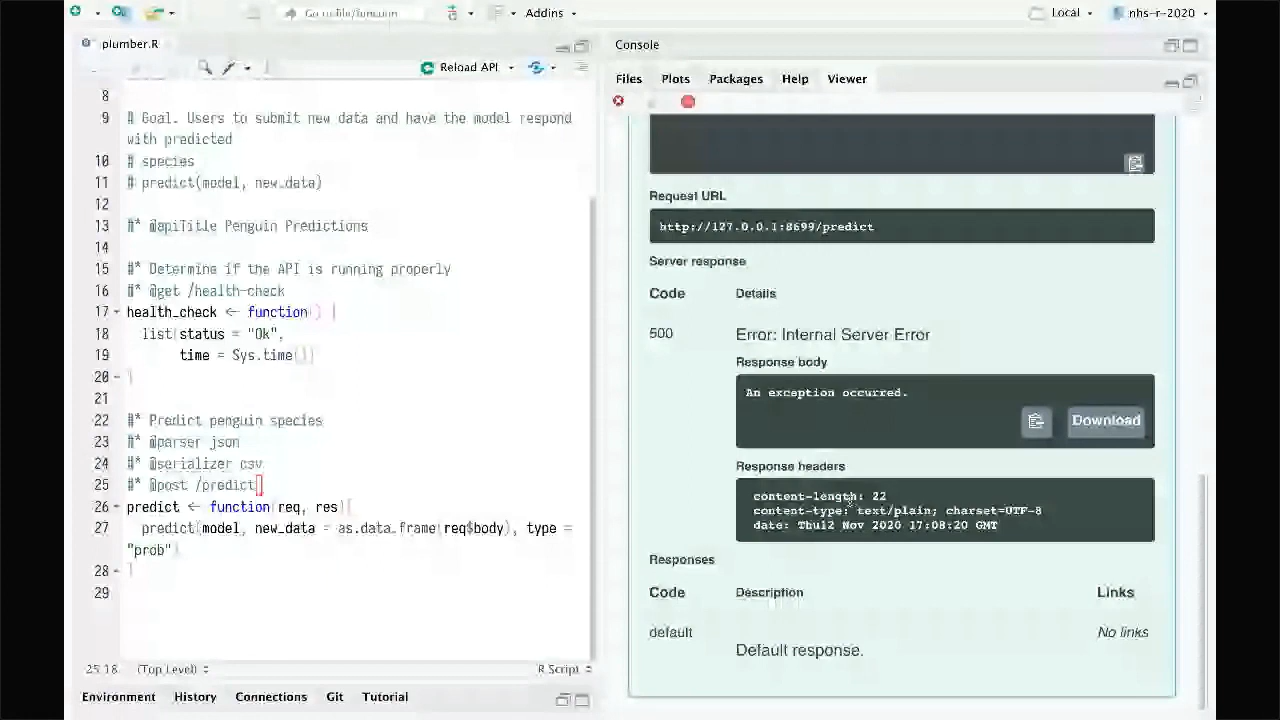 Go to file/function
Addins
Local
nhs-r-2020
plumber.R
Console
Reload API
Files
Plots
Packages
Help
Viewer
8
9 # Goal. Users to submit new data and have the model respond
with predicted
10 # species
11 # predict(model, new_data)
12
13 #* @apiTitle Penguin Predictions
14
15 #* Determine if the API is running properly
16 #* @get /health-check
17 health_check <- function() {
18 list(status = "Ok",
19 time = Sys.time())
20 }
21
22 #* Predict penguin species
23 #* @parser json
24 #* @serializer csv
25 #* @post /predict
26 predict <- function(req, res){
27 predict(model, new_data = as.data.frame(req$body), type =
"prob")
28 }
29
25:18
(Top Level)
R Script
Environment
History
Connections
Git
Tutorial
Request URL
http://127.0.0.1:8699/predict
Server response
Code
Details
500
Error: Internal Server Error
Response body
An exception occurred.
Download
Response headers
content-length: 22
content-type: text/plain; charset=UTF-8
date: Thu12 Nov 2020 17:08:20 GMT
Responses
Code
Description
Links
default
No links
Default response.